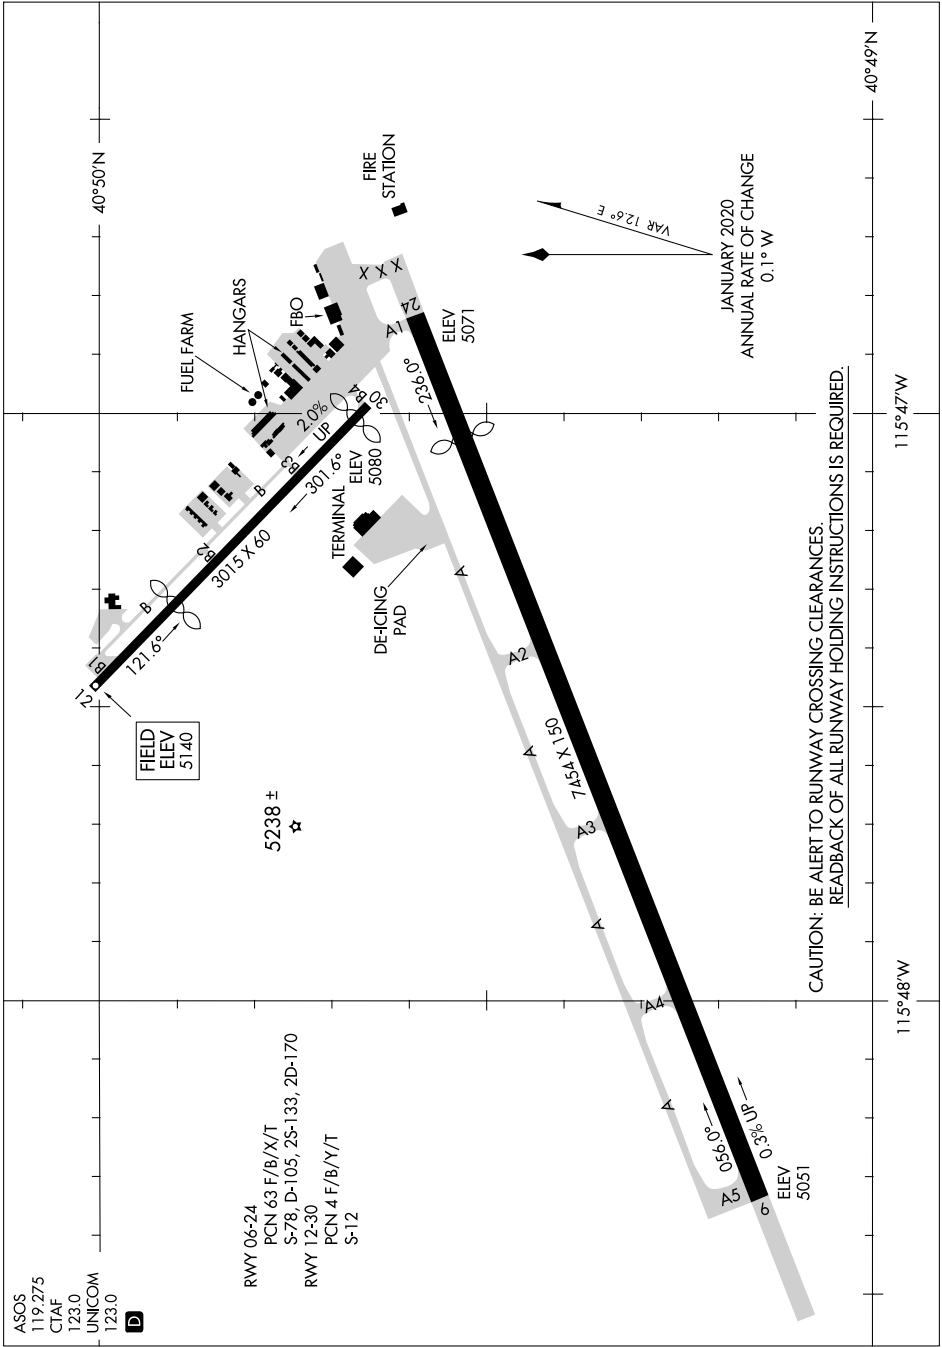 ASOS
119.275
CTAF
123.0
UNICOM
123.0
D
RWY 06-24
PCN 63 F/B/X/T
S-78, D-105, 2S-133, 2D-170
RWY 12-30
PCN 4 F/B/Y/T
S-12
40°50'N
40°49'N
115°47'W
115°48'W
FIELD
ELEV
5140
5238 ±
12
121.6°
B1
B
B2
3015 X 60
B
B3
301.6°
UP
2.0%
B4
30
ELEV
5080
FUEL FARM
HANGARS
FBO
FIRE
STATION
TERMINAL
DE-ICING
PAD
X
X
X
A1
24
ELEV
5071
236.0°
A
A2
A
7454 X 150
A3
A
A4
A
056.0°
0.3% UP
A5
6
ELEV
5051
VAR 12.6° E
JANUARY 2020
ANNUAL RATE OF CHANGE
0.1° W
CAUTION: BE ALERT TO RUNWAY CROSSING CLEARANCES.
READBACK OF ALL RUNWAY HOLDING INSTRUCTIONS IS REQUIRED.